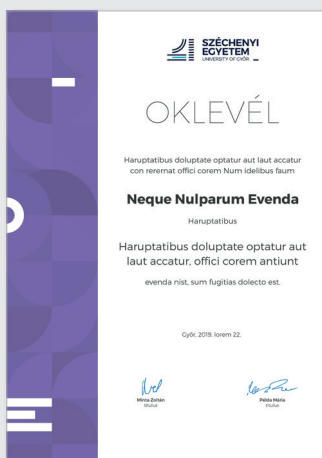 SZÉCHENYI
EGYETEM
UNIVERSITY OF GYŐR
OKLEVÉL
Haruptatibus doluptate optatur aut laut accatur
con rerernat offici corem Num idelibus faum
Neque Nulparum Evenda
Haruptatibus
Haruptatibus doluptate optatur aut
laut accatur, offici corem antiunt
evenda nist, sum fugitias dolecto est.
Győr, 2019. lorem 22.
Minta Zoltán
titulus
Példa Mária
titulus